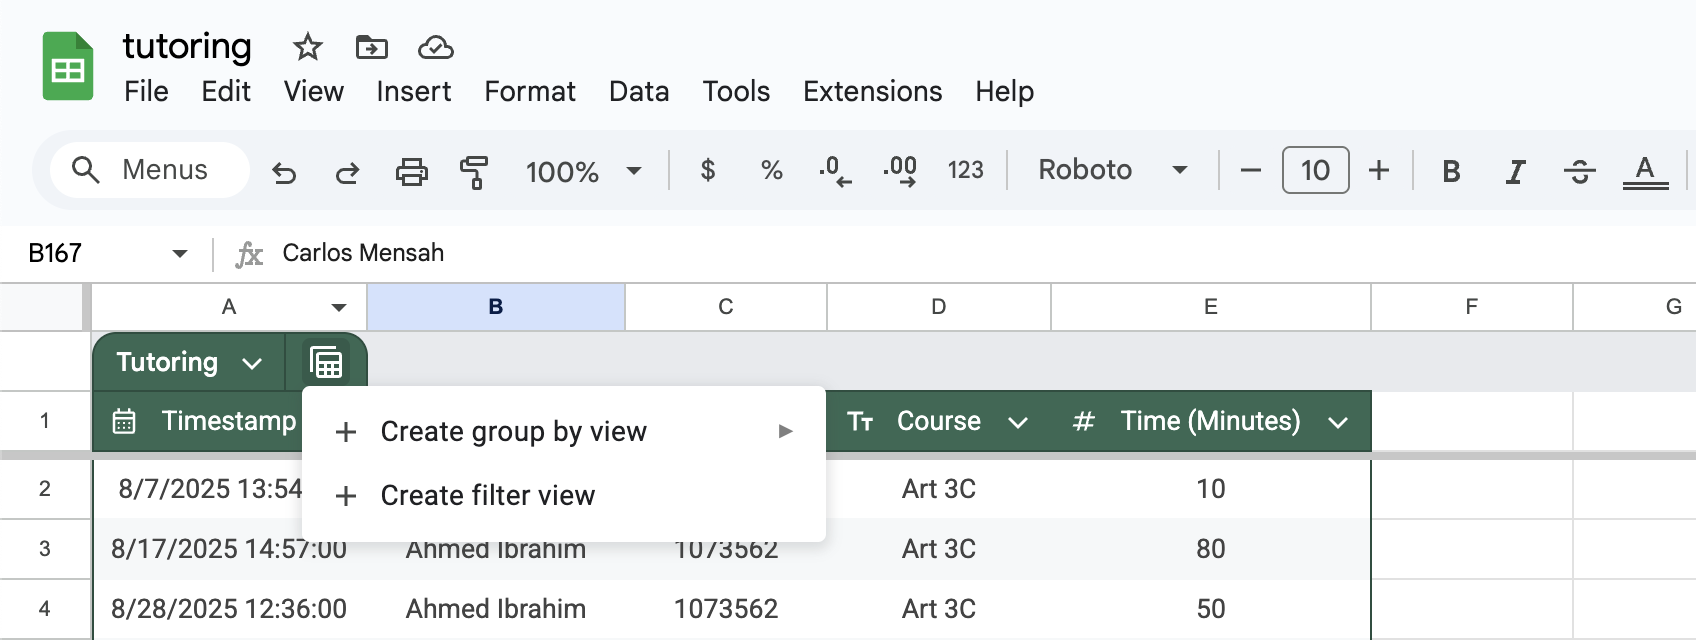 tutoring
File Edit View Insert Format Data Tools Extensions Help
Menus 100% $ % .0 .00 123 Roboto − 10 + B I S A
B167 fx Carlos Mensah
A B C D E F G
Tutoring
1 Timestamp Tт Course # Time (Minutes)
+ Create group by view
+ Create filter view
2 8/7/2025 13:54 Art 3C 10
3 8/17/2025 14:57:00 Ahmed Ibrahim 1073562 Art 3C 80
4 8/28/2025 12:36:00 Ahmed Ibrahim 1073562 Art 3C 50